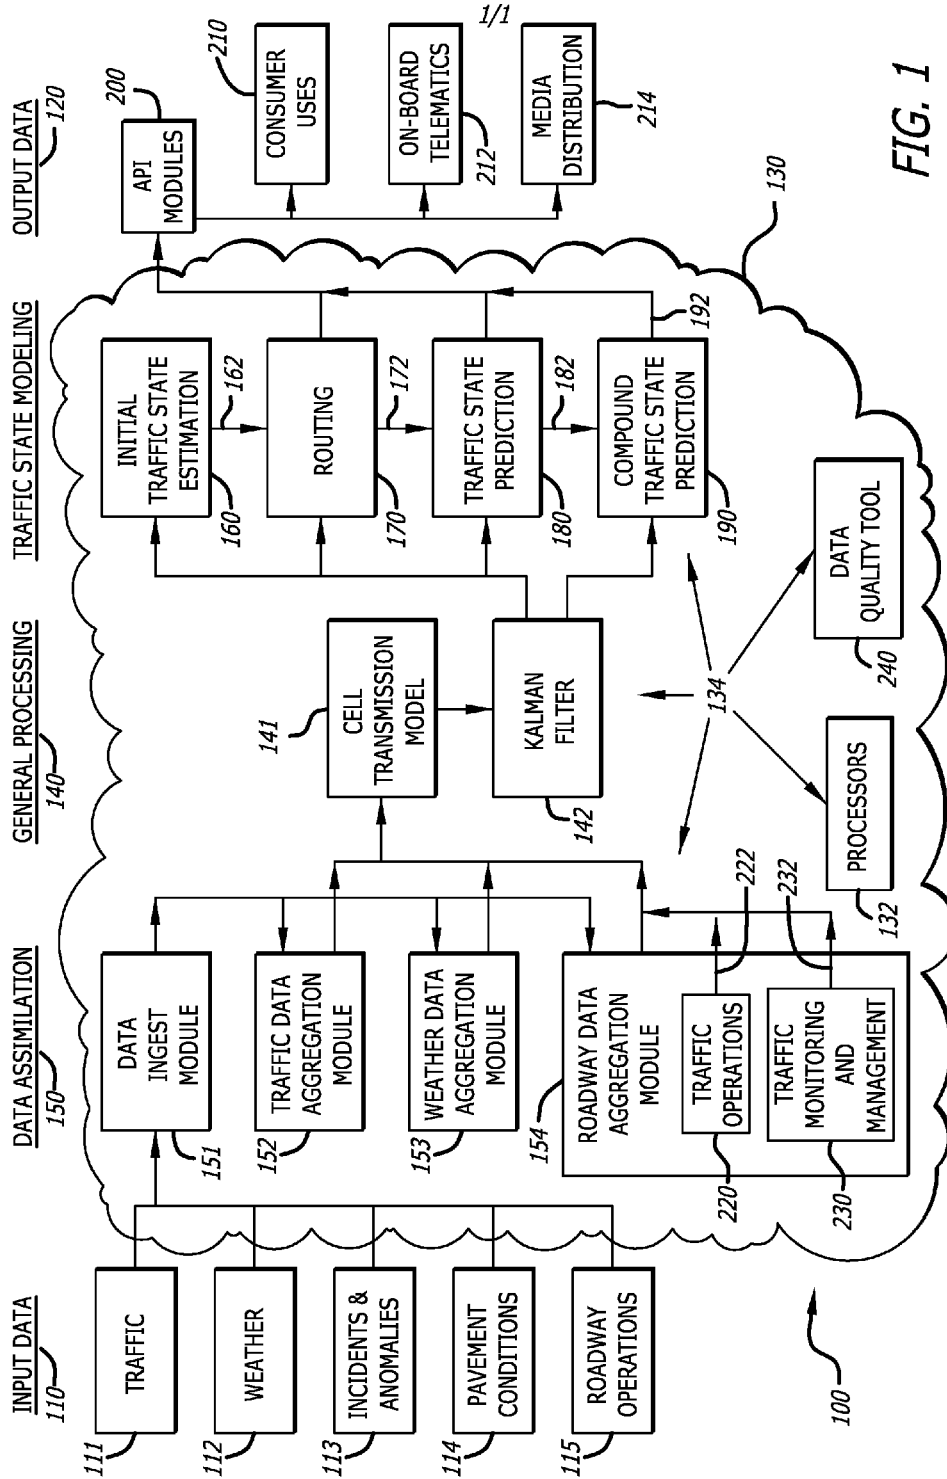 1/1
INPUT DATA
110
DATA ASSIMILATION
150
GENERAL PROCESSING
140
TRAFFIC STATE MODELING
OUTPUT DATA
120
111
TRAFFIC
112
WEATHER
113
INCIDENTS &
ANOMALIES
114
PAVEMENT
CONDITIONS
115
ROADWAY
OPERATIONS
DATA
INGEST
MODULE
151
TRAFFIC DATA
AGGREGATION
MODULE
152
WEATHER DATA
AGGREGATION
MODULE
153
154
ROADWAY DATA
AGGREGATION
MODULE
TRAFFIC
OPERATIONS
220
222
TRAFFIC
MONITORING
AND
MANAGEMENT
230
232
141
CELL
TRANSMISSION
MODEL
KALMAN
FILTER
142
134
PROCESSORS
132
DATA
QUALITY TOOL
240
INITIAL
TRAFFIC STATE
ESTIMATION
160
162
ROUTING
170
172
TRAFFIC STATE
PREDICTION
180
182
COMPOUND
TRAFFIC STATE
PREDICTION
190
192
API
MODULES
200
CONSUMER
USES
210
ON-BOARD
TELEMATICS
212
MEDIA
DISTRIBUTION
214
130
100
FIG. 1